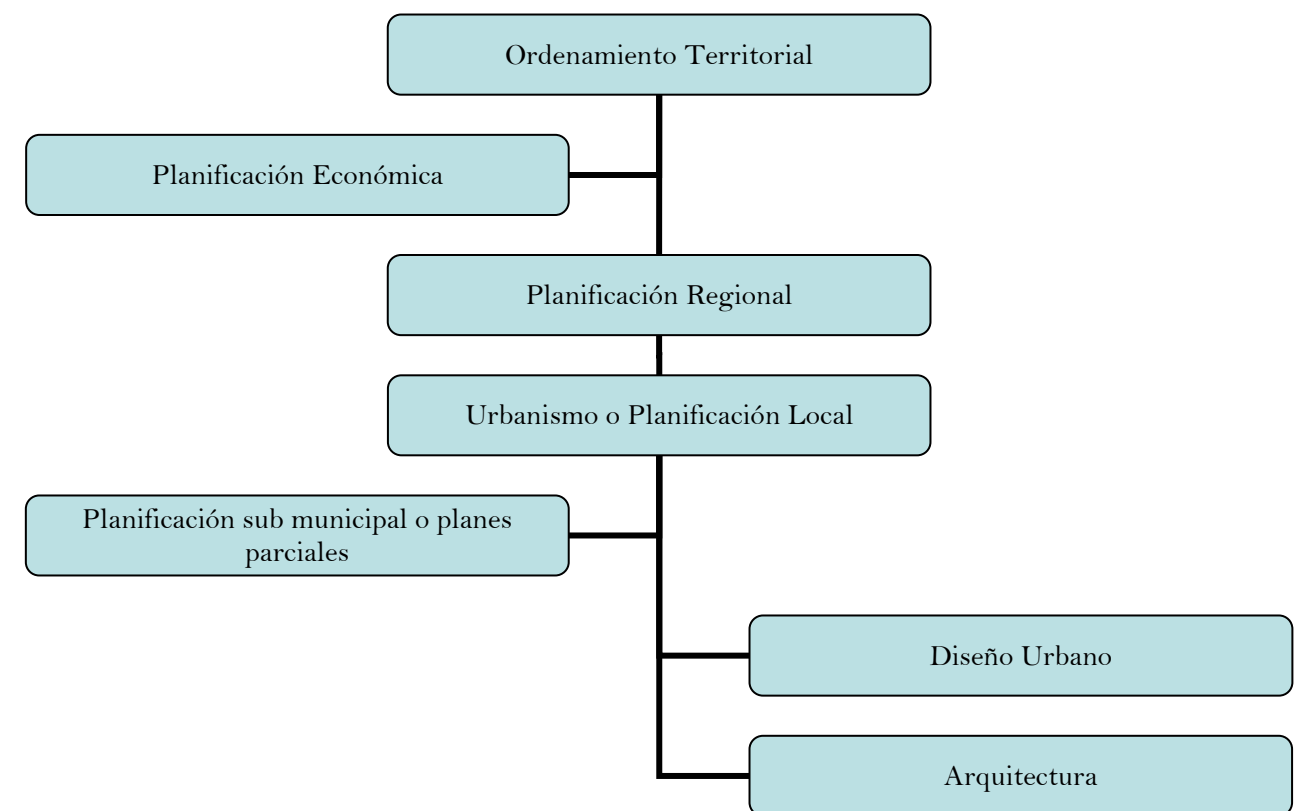 Ordenamiento Territorial
Planificación Económica
Planificación Regional
Urbanismo o Planificación Local
Planificación sub municipal o planes
parciales
Diseño Urbano
Arquitectura